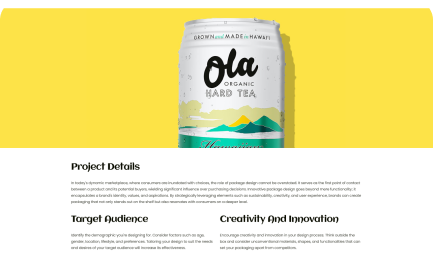 GROWN and MADE in HAWAI'I
Ola
ORGANIC
HARD TEA
Hawaiian
Project Details
In today's dynamic marketplace, where consumers are inundated with choices, the role of package design cannot be overstated. It serves as the first point of contact
between a product and its potential buyers, wielding significant influence over purchasing decisions. Innovative package design goes beyond mere functionality; it
encapsulates a brand's identity, values, and aspirations. By strategically leveraging elements such as sustainability, creativity, and user experience, brands can create
packaging that not only stands out on the shelf but also resonates with consumers on a deeper level.
Target Audience
Identify the demographic you're designing for. Consider factors such as age,
gender, location, lifestyle, and preferences. Tailoring your design to suit the needs
and desires of your target audience will increase its effectiveness.
Creativity And Innovation
Encourage creativity and innovation in your design process. Think outside the
box and consider unconventional materials, shapes, and functionalities that can
set your packaging apart from competitors.